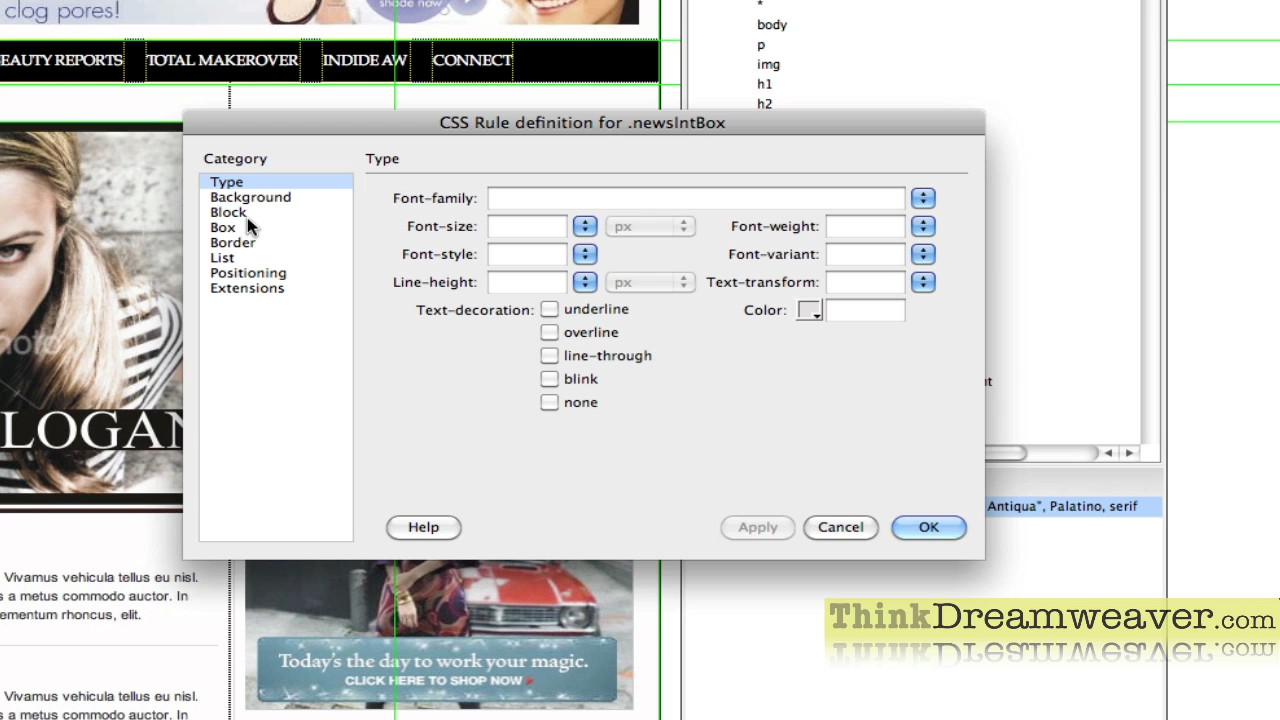 clog pores!
shade now
EAUTY REPORTS TOTAL MAKEOVER INDIDE AW CONNECT
*
body
p
img
h1
h2
CSS Rule definition for .newsIntBox
Category
Type
Background
Block
Box
Border
List
Positioning
Extensions
Type
Font-family:
Font-size: px Font-weight:
Font-style: Font-variant:
Line-height: px Text-transform:
Text-decoration: underline Color:
overline
line-through
blink
none
Help Apply Cancel OK
LOGAN
Antiqua", Palatino, serif
Vivamus vehicula tellus eu nisl.
s a metus commodo auctor. In
ementum rhoncus, elit.
Today's the day to work your magic.
CLICK HERE TO SHOP NOW
Vivamus vehicula tellus eu nisl.
s a metus commodo auctor. In
ThinkDreamweaver.com